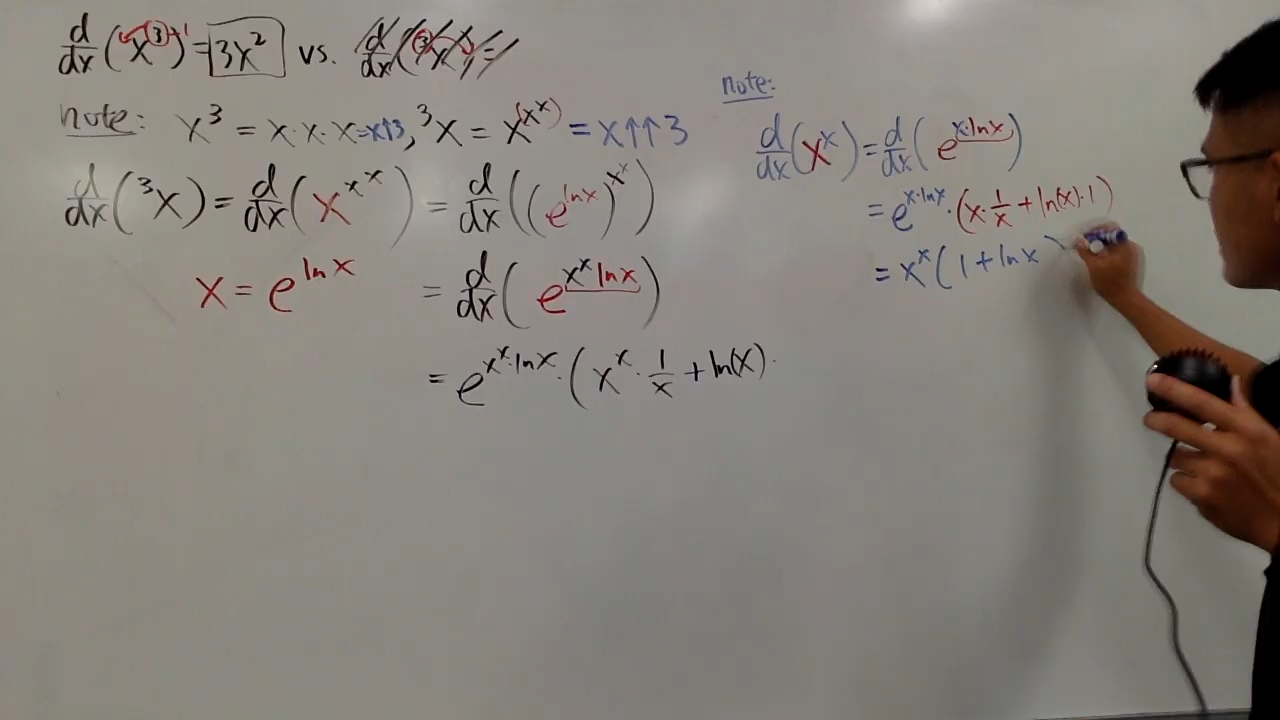 d/dx (x^3) = 3x^2 vs. d/dx (^3x) =
note: x^3 = x·x·x = x↑3, ^3x = x^(x^x) = x↑↑3
d/dx (^3x) = d/dx (x^x^x) = d/dx ((e^ln x)^x^x)
x = e^ln x = d/dx (e^(x^x ln x))
= e^(x^x · ln x) · (x^x · 1/x + ln(x) ·
note:
d/dx (x^x) = d/dx (e^(x·ln x))
= e^(x·ln x) · (x · 1/x + ln(x) · 1)
= x^x (1 + ln x)